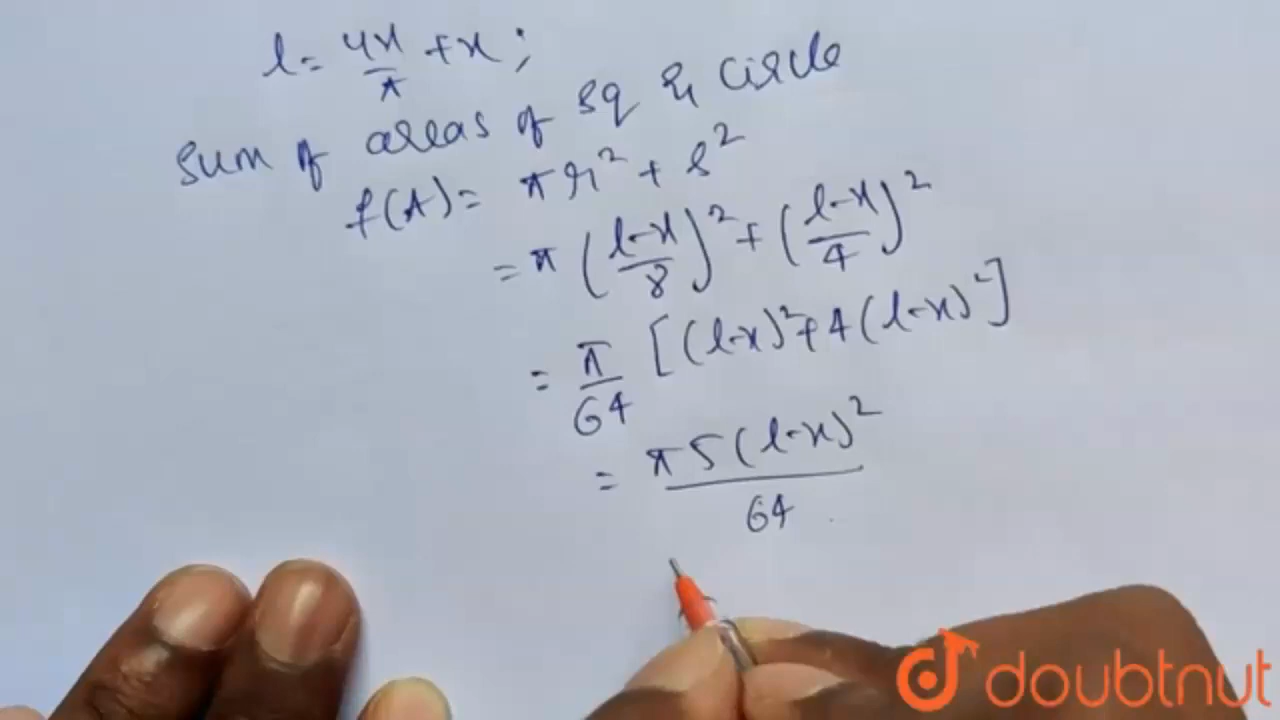 l = 4x/π + x ;
Sum of areas of sq & circle
f(A) = πr² + s²
= π ((l-x)/8)² + ((l-x)/4)²
= π/64 [(l-x)² + 4(l-x)²]
= π5(l-x)²/64
doubtnut